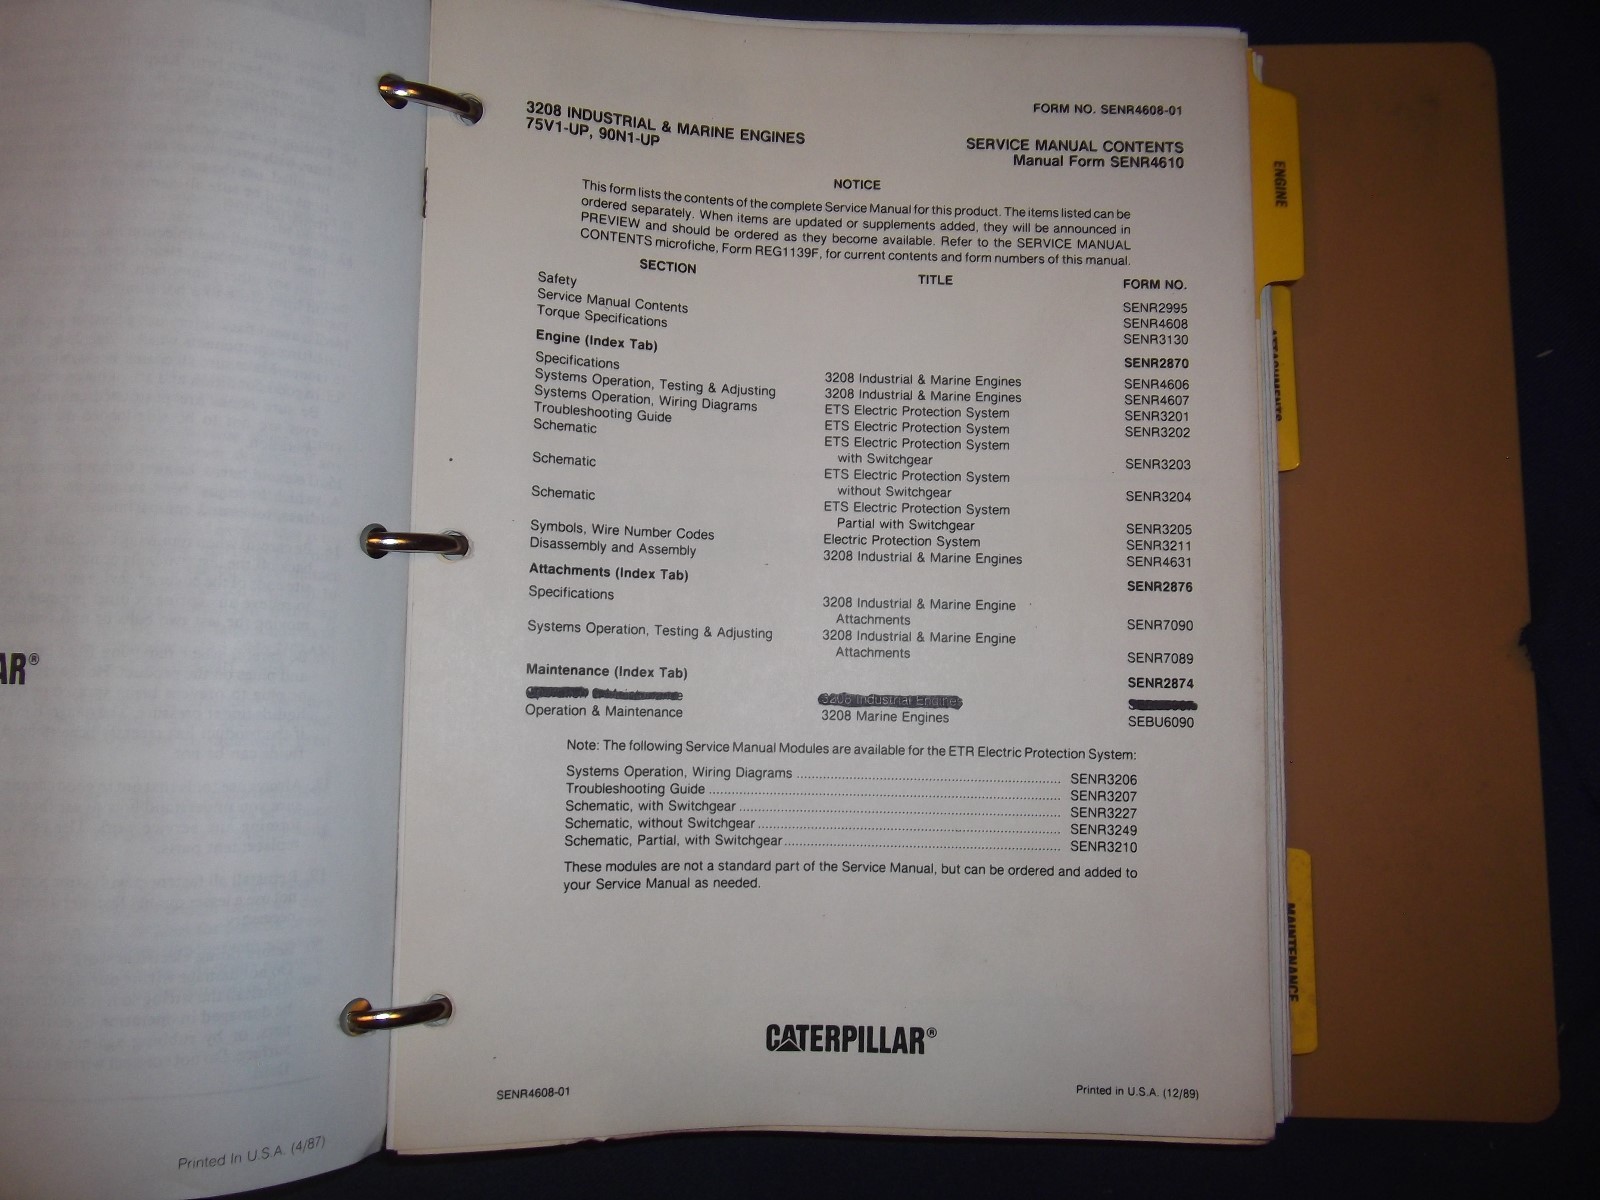 3208 INDUSTRIAL & MARINE ENGINES
75V1-UP, 90N1-UP
FORM NO. SENR4608-01
SERVICE MANUAL CONTENTS
Manual Form SENR4610
NOTICE
This form lists the contents of the complete Service Manual for this product. The items listed can be
ordered separately. When items are updated or supplements added, they will be announced in
PREVIEW and should be ordered as they become available. Refer to the SERVICE MANUAL
CONTENTS microfiche, Form REG1139F, for current contents and form numbers of this manual.
SECTION TITLE FORM NO.
Safety SENR2995
Service Manual Contents SENR4608
Torque Specifications SENR3130
Engine (Index Tab) SENR2870
Specifications 3208 Industrial & Marine Engines SENR4606
Systems Operation, Testing & Adjusting 3208 Industrial & Marine Engines SENR4607
Systems Operation, Wiring Diagrams ETS Electric Protection System SENR3201
Troubleshooting Guide ETS Electric Protection System SENR3202
Schematic ETS Electric Protection System
with Switchgear SENR3203
Schematic ETS Electric Protection System
without Switchgear SENR3204
Schematic ETS Electric Protection System
Partial with Switchgear SENR3205
Symbols, Wire Number Codes Electric Protection System SENR3211
Disassembly and Assembly 3208 Industrial & Marine Engines SENR4631
Attachments (Index Tab) SENR2876
Specifications 3208 Industrial & Marine Engine
Attachments SENR7090
Systems Operation, Testing & Adjusting 3208 Industrial & Marine Engine
Attachments SENR7089
Maintenance (Index Tab) SENR2874
Operation & Maintenance 3208 Industrial Engines
Operation & Maintenance 3208 Marine Engines SEBU6090
Note: The following Service Manual Modules are available for the ETR Electric Protection System:
Systems Operation, Wiring Diagrams ........ SENR3206
Troubleshooting Guide ........ SENR3207
Schematic, with Switchgear ........ SENR3227
Schematic, without Switchgear ........ SENR3249
Schematic, Partial, with Switchgear ........ SENR3210
These modules are not a standard part of the Service Manual, but can be ordered and added to
your Service Manual as needed.
CATERPILLAR®
SENR4608-01
Printed in U.S.A. (12/89)
AR®
Printed In U.S.A. (4/87)
ENGINE
ATTACHMENTS
MAINTENANCE